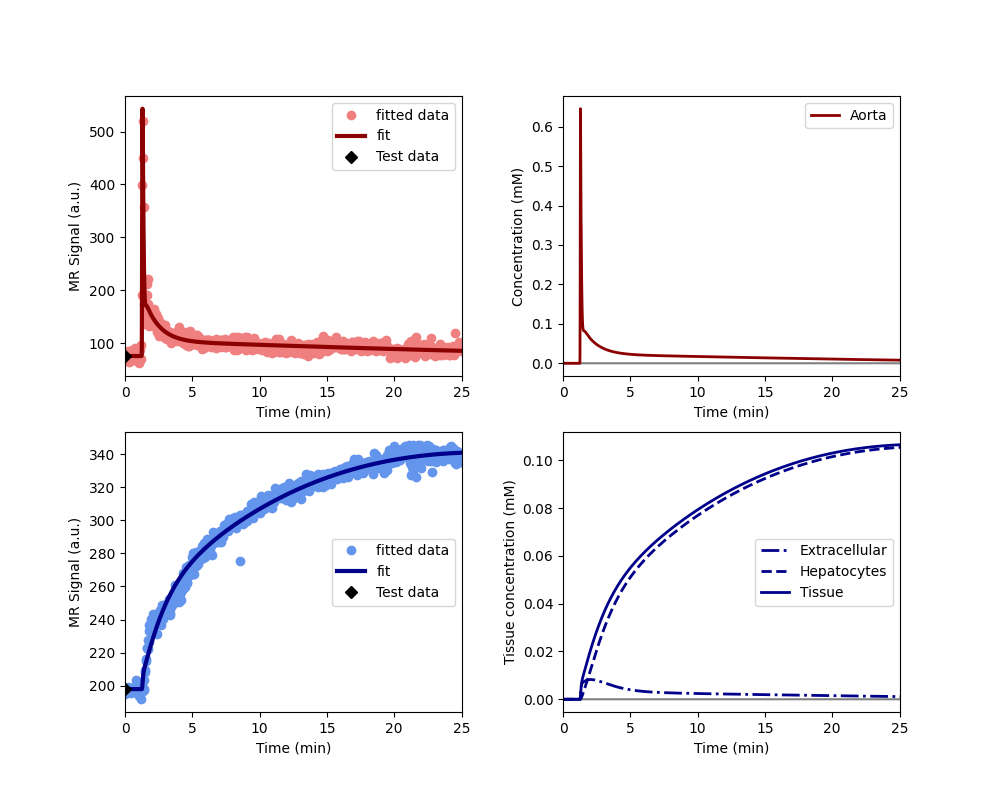 MR Signal (a.u.)
500
400
300
200
100
0 5 10 15 20 25
Time (min)
fitted data
fit
Test data
Concentration (mM)
0.6
0.5
0.4
0.3
0.2
0.1
0.0
0 5 10 15 20 25
Time (min)
Aorta
MR Signal (a.u.)
340
320
300
280
260
240
220
200
0 5 10 15 20 25
Time (min)
fitted data
fit
Test data
Tissue concentration (mM)
0.10
0.08
0.06
0.04
0.02
0.00
0 5 10 15 20 25
Time (min)
Extracellular
Hepatocytes
Tissue